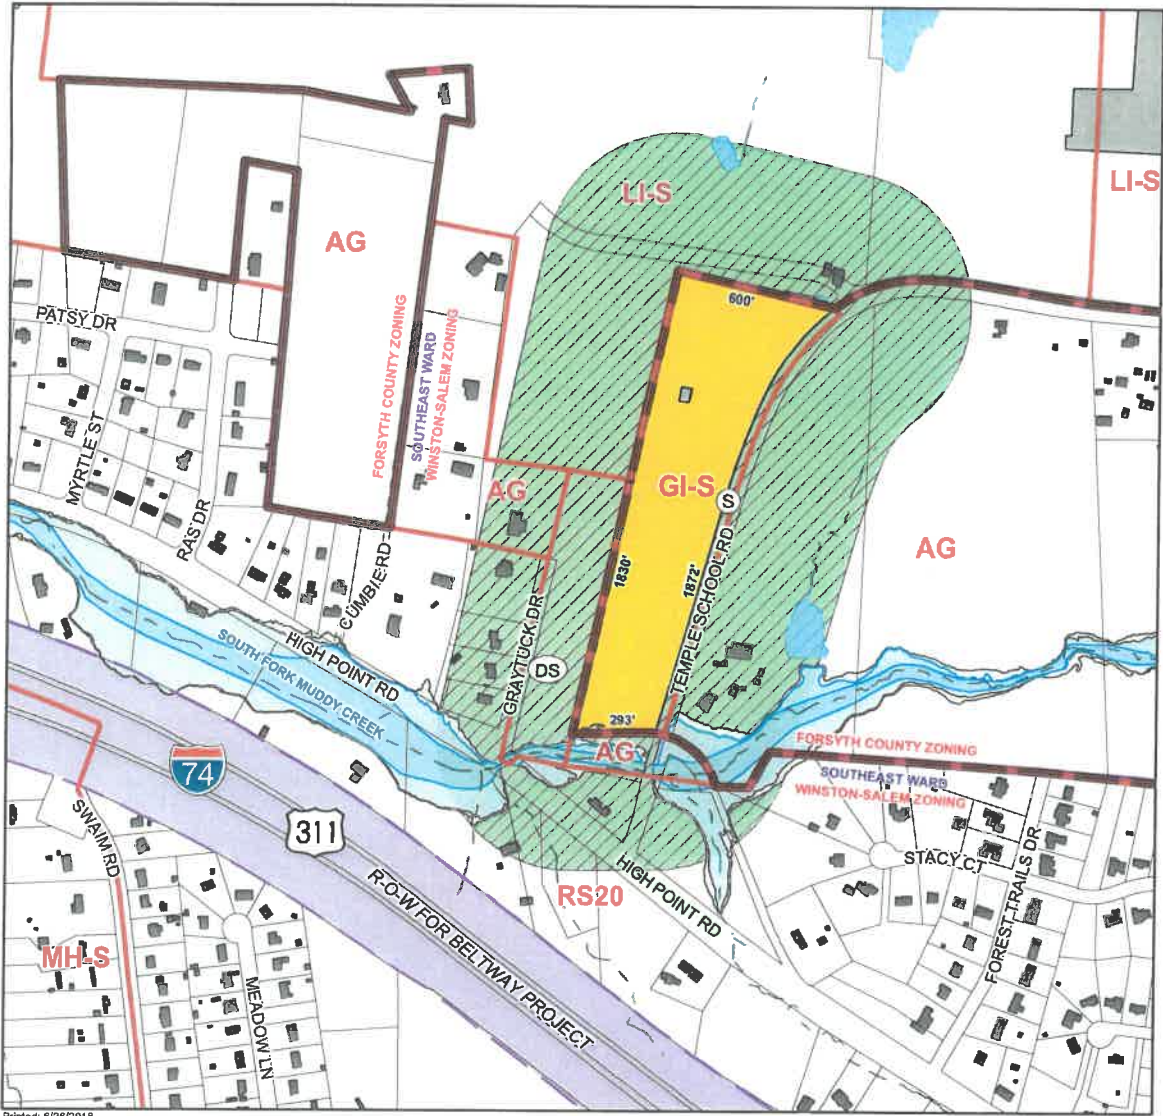 LI-S
LI-S
AG
600'
PATSY DR
FORSYTH COUNTY ZONING
SOUTHEAST WARD
WINSTON-SALEM ZONING
MYRTLE ST
AG
GI-S
S
RAS DR
AG
1830'
1872'
CUMBIE RD
TEMPLE SCHOOL RD
HIGH POINT RD
SOUTH FORK MUDDY CREEK
GRAYTUCK DR
DS
293'
AG
FORSYTH COUNTY ZONING
SOUTHEAST WARD
WINSTON-SALEM ZONING
74
311
SWAIM RD
STACY CT
HIGH POINT RD
RS20
R-O-W FOR BELTWAY PROJECT
FOREST TRAILS DR
MH-S
MEADOW LN